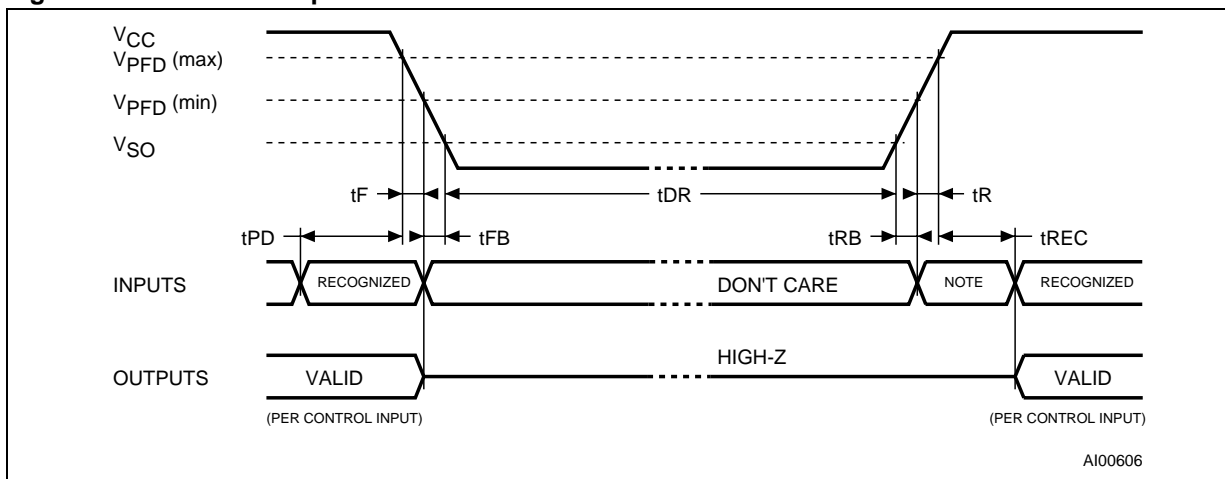 VCC
VPFD (max)
VPFD (min)
VSO
tF
tDR
tR
tPD
tFB
tRB
tREC
INPUTS
RECOGNIZED
DON'T CARE
NOTE
RECOGNIZED
HIGH-Z
OUTPUTS
VALID
VALID
(PER CONTROL INPUT)
(PER CONTROL INPUT)
AI00606